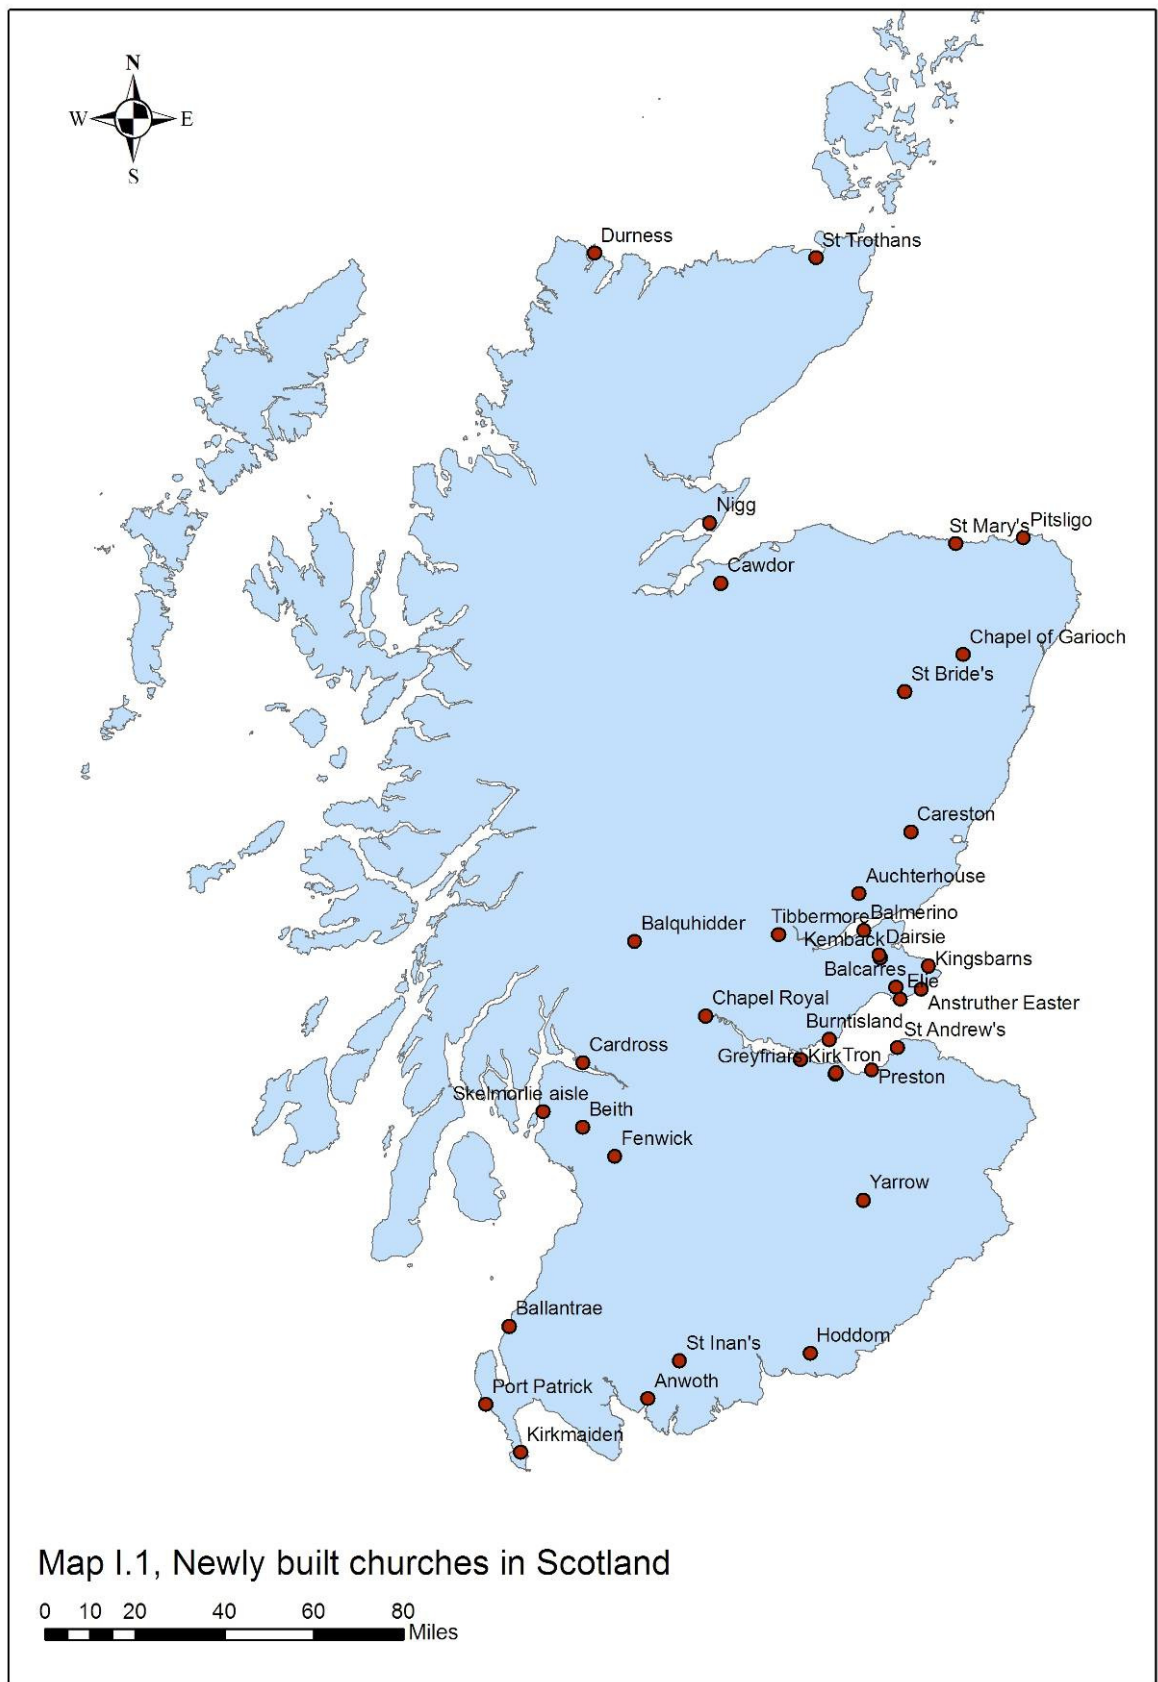 N
W E
S
Durness
St Trothans
Nigg
St Mary's
Pitsligo
Cawdor
Chapel of Garioch
St Bride's
Careston
Auchterhouse
Tibbermore
Balmerino
Balquhidder
Kemback
Dairsie
Kingsbarns
Balcarres
Elie
Anstruther Easter
Chapel Royal
Burntisland
St Andrew's
Greyfriars Kirk
Tron
Cardross
Preston
Skelmorlie aisle
Beith
Fenwick
Yarrow
Ballantrae
Hoddom
St Inan's
Anwoth
Port Patrick
Kirkmaiden
Map I.1, Newly built churches in Scotland
0 10 20 40 60 80
Miles